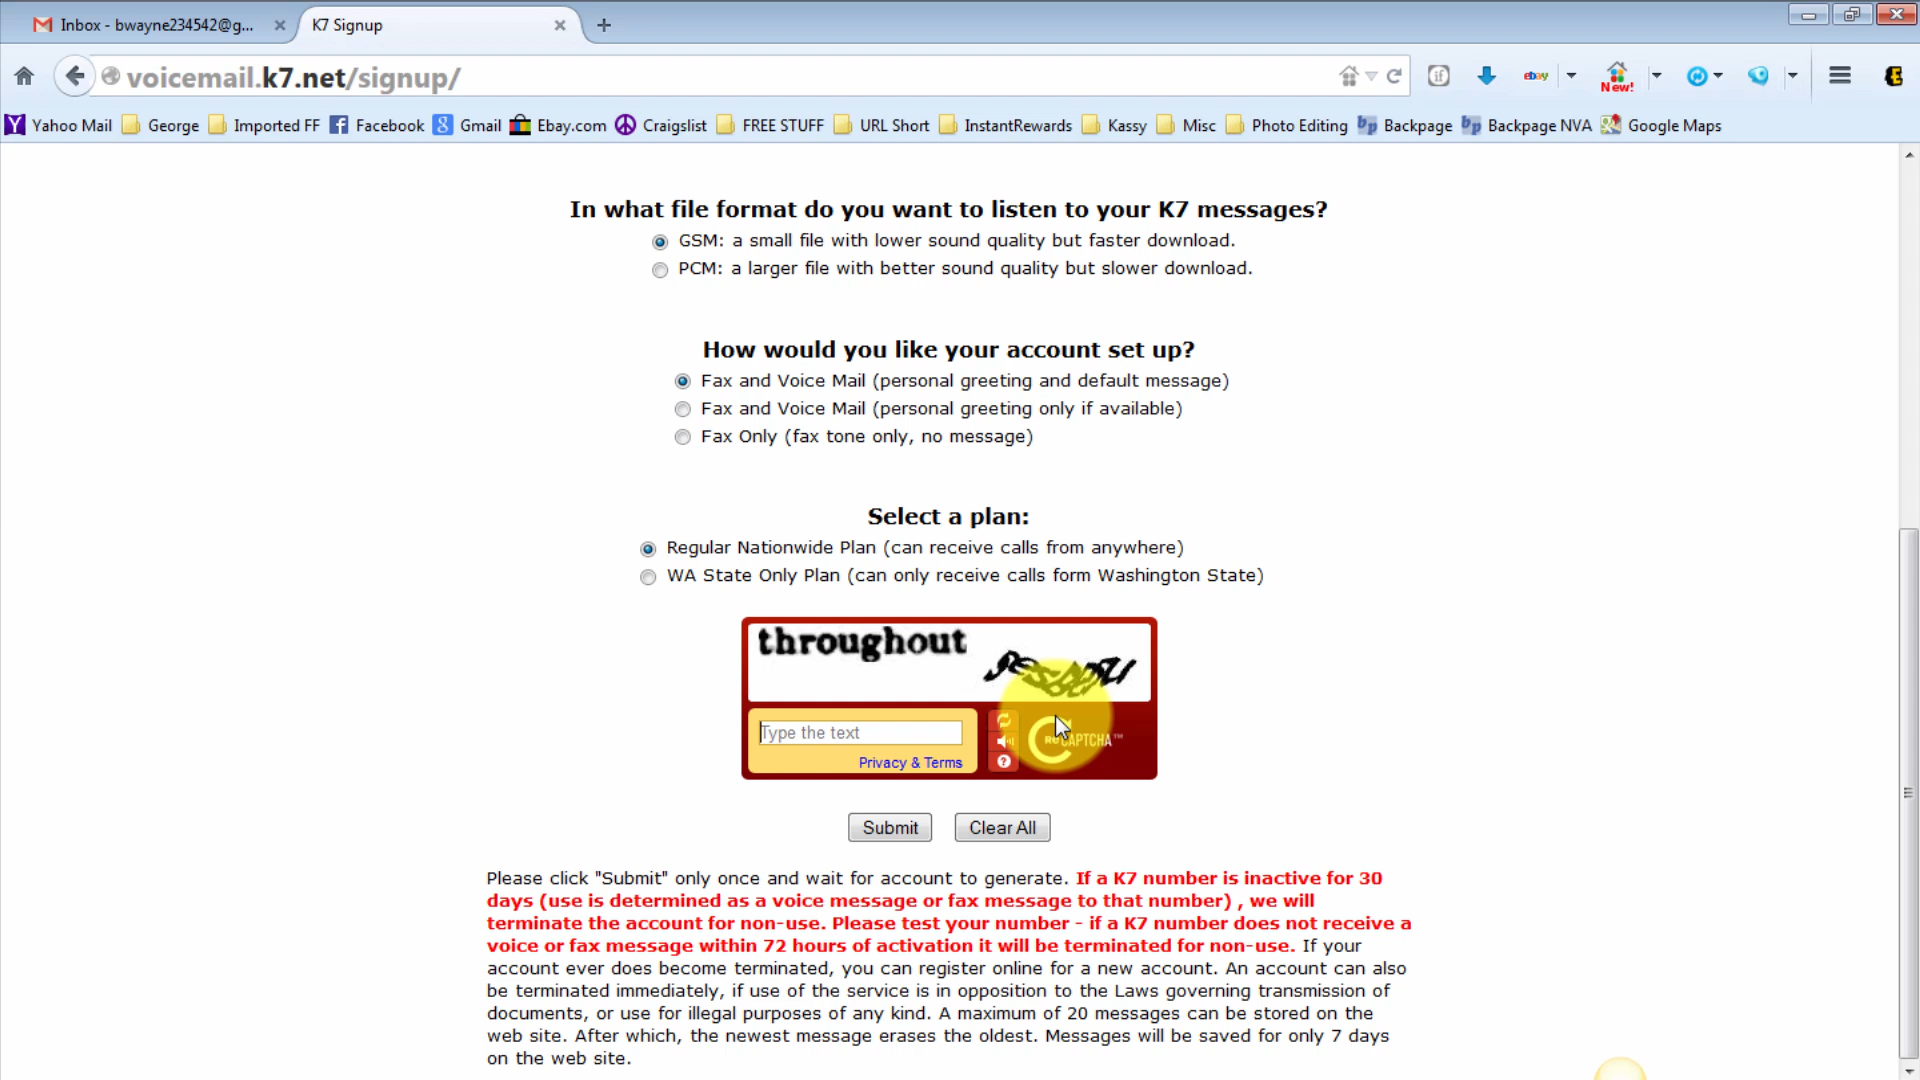 Inbox - bwayne234542@g...
K7 Signup
voicemail.k7.net/signup/
if
ebay
New!
Yahoo Mail
George
Imported FF
Facebook
Gmail
Ebay.com
Craigslist
FREE STUFF
URL Short
InstantRewards
Kassy
Misc
Photo Editing
Backpage
Backpage NVA
Google Maps
In what file format do you want to listen to your K7 messages?
GSM: a small file with lower sound quality but faster download.
PCM: a larger file with better sound quality but slower download.
How would you like your account set up?
Fax and Voice Mail (personal greeting and default message)
Fax and Voice Mail (personal greeting only if available)
Fax Only (fax tone only, no message)
Select a plan:
Regular Nationwide Plan (can receive calls from anywhere)
WA State Only Plan (can only receive calls form Washington State)
throughout
Type the text
Privacy & Terms
reCAPTCHA™
Submit
Clear All
Please click "Submit" only once and wait for account to generate. If a K7 number is inactive for 30
days (use is determined as a voice message or fax message to that number) , we will
terminate the account for non-use. Please test your number - if a K7 number does not receive a
voice or fax message within 72 hours of activation it will be terminated for non-use. If your
account ever does become terminated, you can register online for a new account. An account can also
be terminated immediately, if use of the service is in opposition to the Laws governing transmission of
documents, or use for illegal purposes of any kind. A maximum of 20 messages can be stored on the
web site. After which, the newest message erases the oldest. Messages will be saved for only 7 days
on the web site.